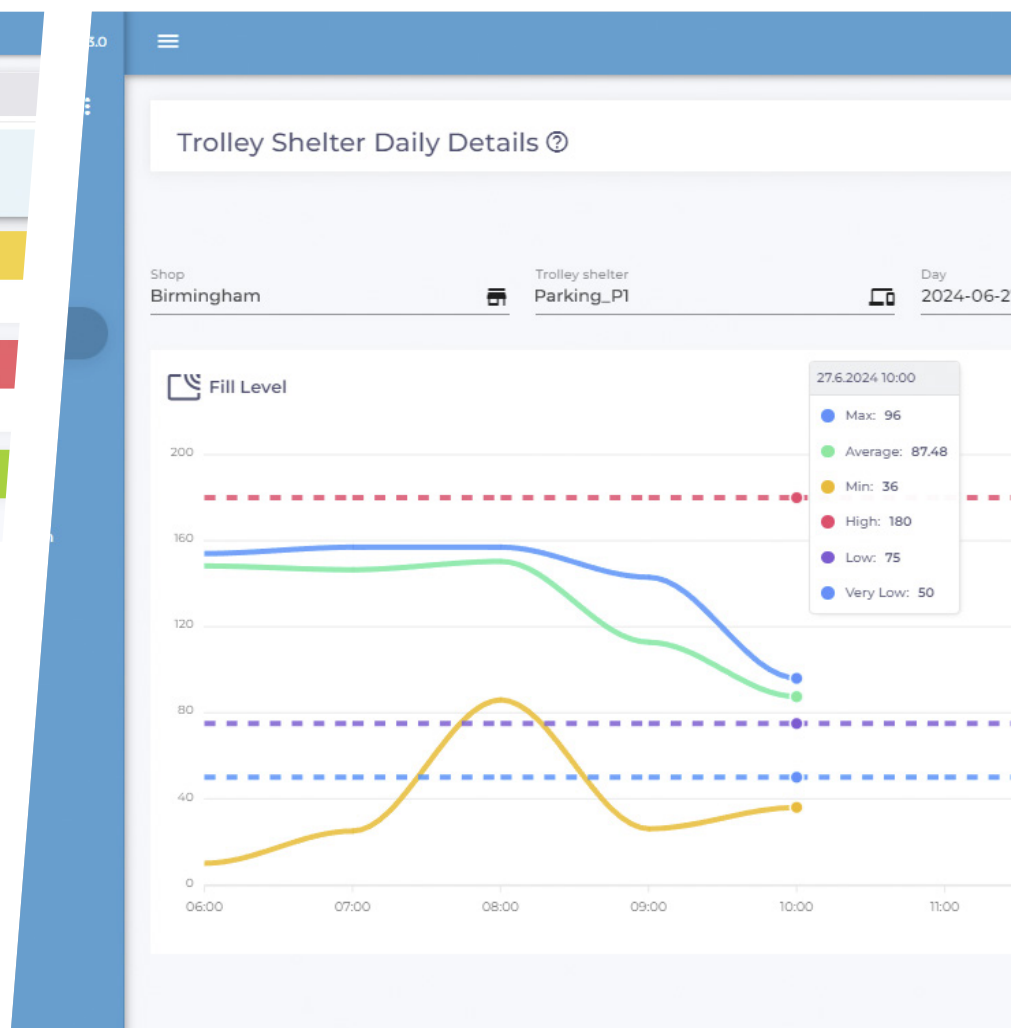 3.0
Trolley Shelter Daily Details
Shop
Birmingham
Trolley shelter
Parking_P1
Day
2024-06-2
Fill Level
27.6.2024 10:00
Max: 96
Average: 87.48
Min: 36
High: 180
Low: 75
Very Low: 50
200
160
120
80
40
0
06:00 07:00 08:00 09:00 10:00 11:00